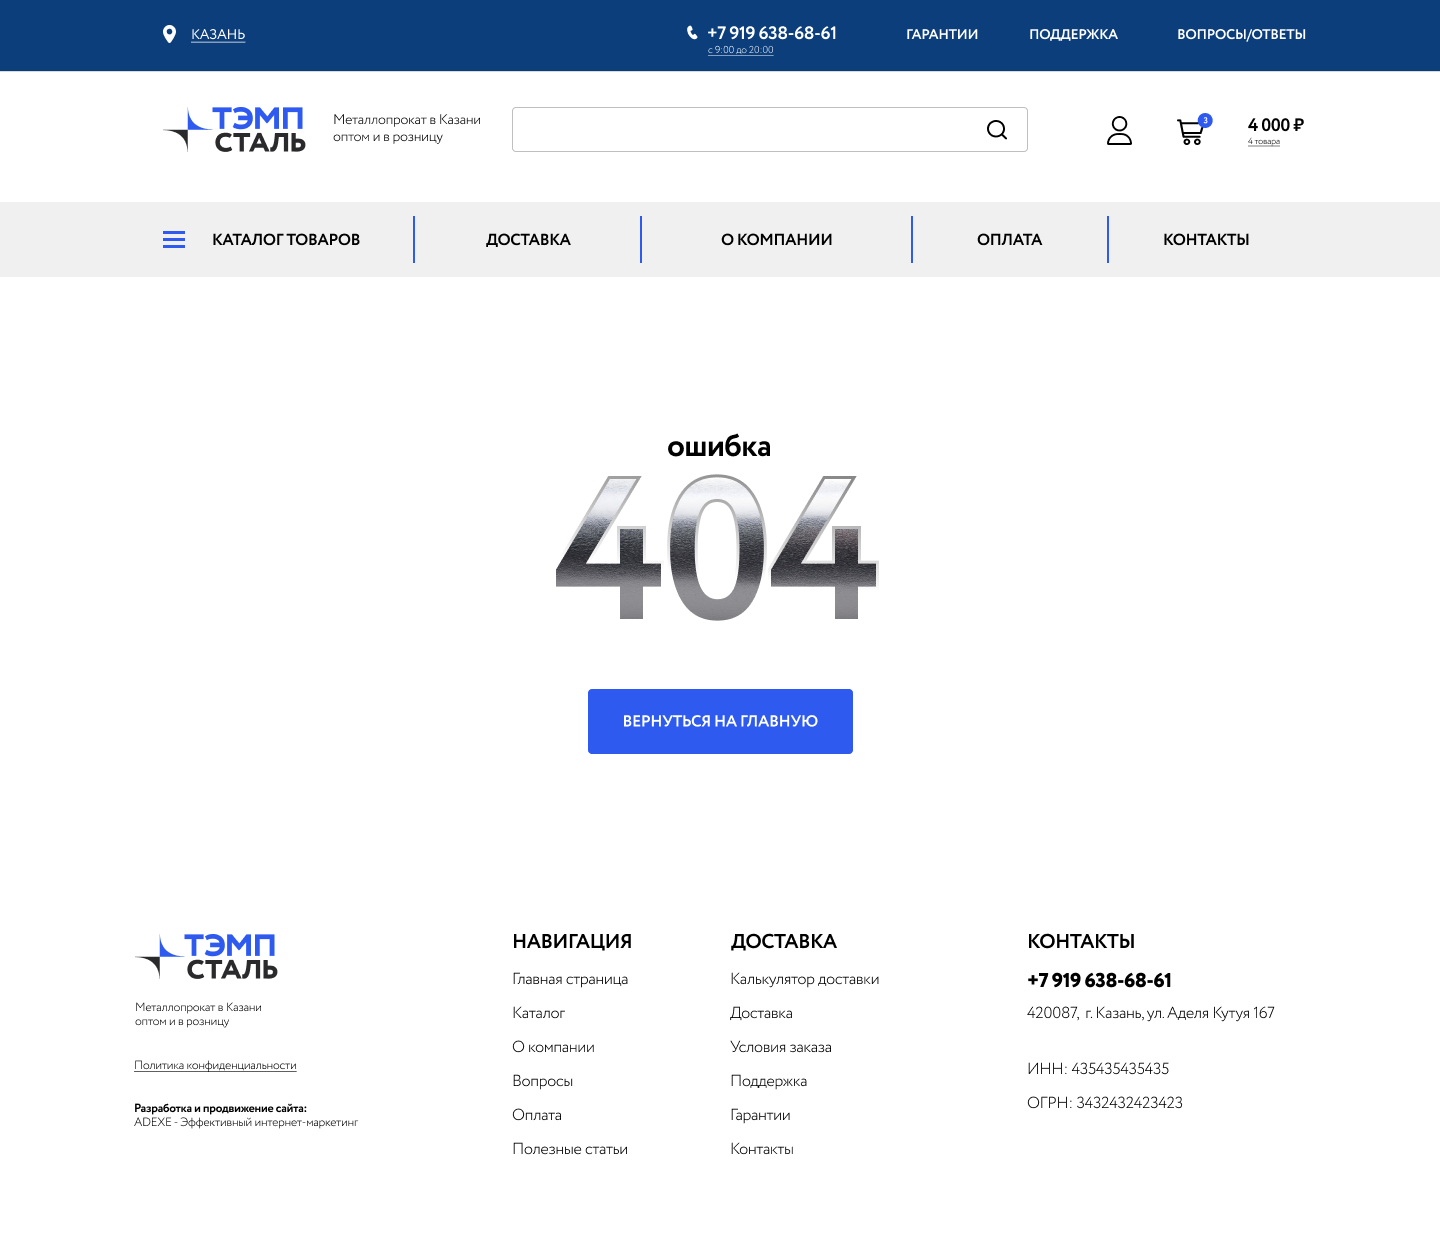 КАЗАНЬ
+7 919 638-68-61
с 9:00 до 20:00
ГАРАНТИИ
ПОДДЕРЖКА
ВОПРОСЫ/ОТВЕТЫ
ТЭМП
СТАЛЬ
Металлопрокат в Казани
оптом и в розницу
3
4 000 ₽
4 товара
КАТАЛОГ ТОВАРОВ
ДОСТАВКА
О КОМПАНИИ
ОПЛАТА
КОНТАКТЫ
ошибка
404
ВЕРНУТЬСЯ НА ГЛАВНУЮ
ТЭМП
СТАЛЬ
Металлопрокат в Казани
оптом и в розницу
Политика конфиденциальности
Разработка и продвижение сайта:
ADEXE - Эффективный интернет-маркетинг
НАВИГАЦИЯ
Главная страница
Каталог
О компании
Вопросы
Оплата
Полезные статьи
ДОСТАВКА
Калькулятор доставки
Доставка
Условия заказа
Поддержка
Гарантии
Контакты
КОНТАКТЫ
+7 919 638-68-61
420087, г. Казань, ул. Аделя Кутуя 167
ИНН: 435435435435
ОГРН: 3432432423423